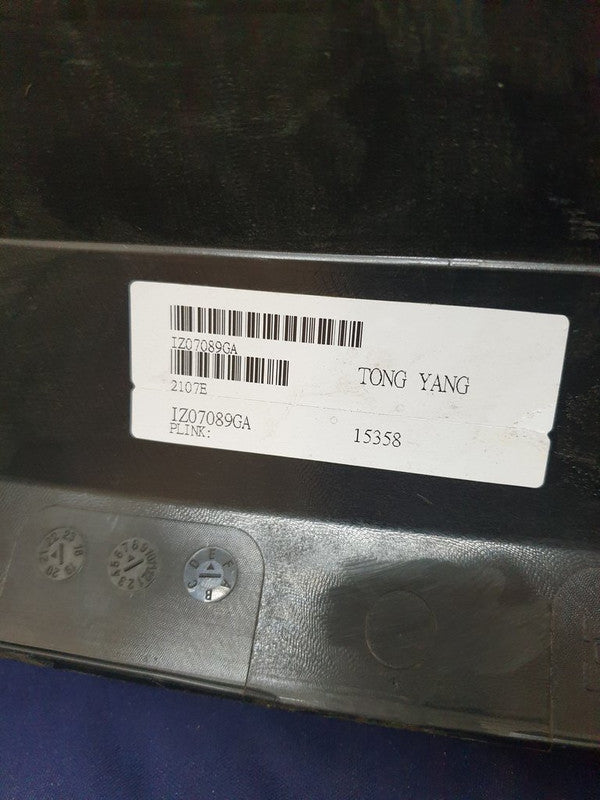 IZ07089GA
2107E
TONG YANG
IZ07089GA
PLINK:
15358
B C D E F